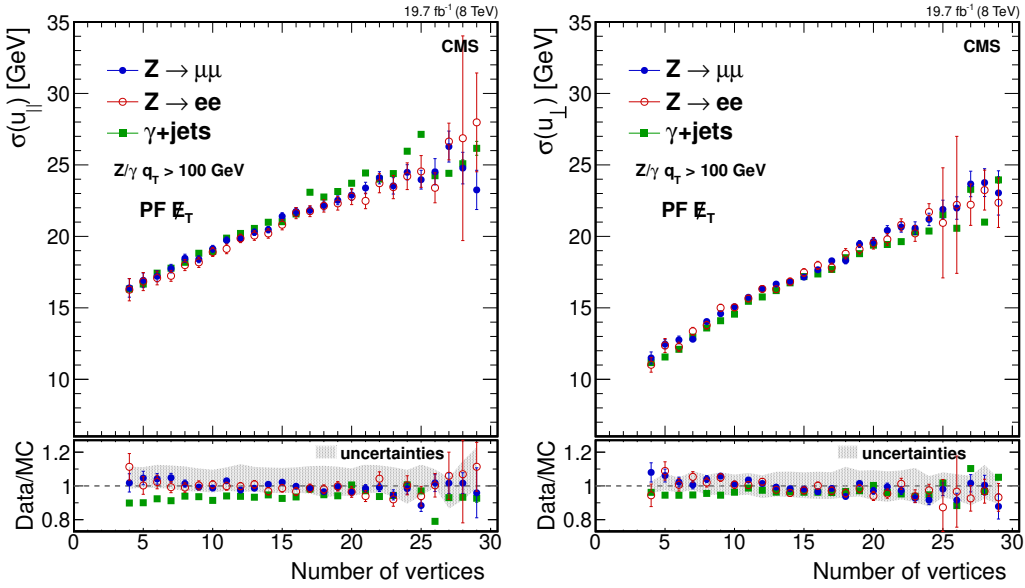 19.7 fb⁻¹ (8 TeV)
σ(u∥) [GeV]
35
30
25
20
15
10
CMS
Z → μμ
Z → ee
γ+jets
Z/γ q_T > 100 GeV
PF E̸_T
Data/MC
1.2
1
0.8
uncertainties
0 5 10 15 20 25 30
Number of vertices
19.7 fb⁻¹ (8 TeV)
σ(u⊥) [GeV]
35
30
25
20
15
10
CMS
Z → μμ
Z → ee
γ+jets
Z/γ q_T > 100 GeV
PF E̸_T
Data/MC
1.2
1
0.8
uncertainties
0 5 10 15 20 25 30
Number of vertices